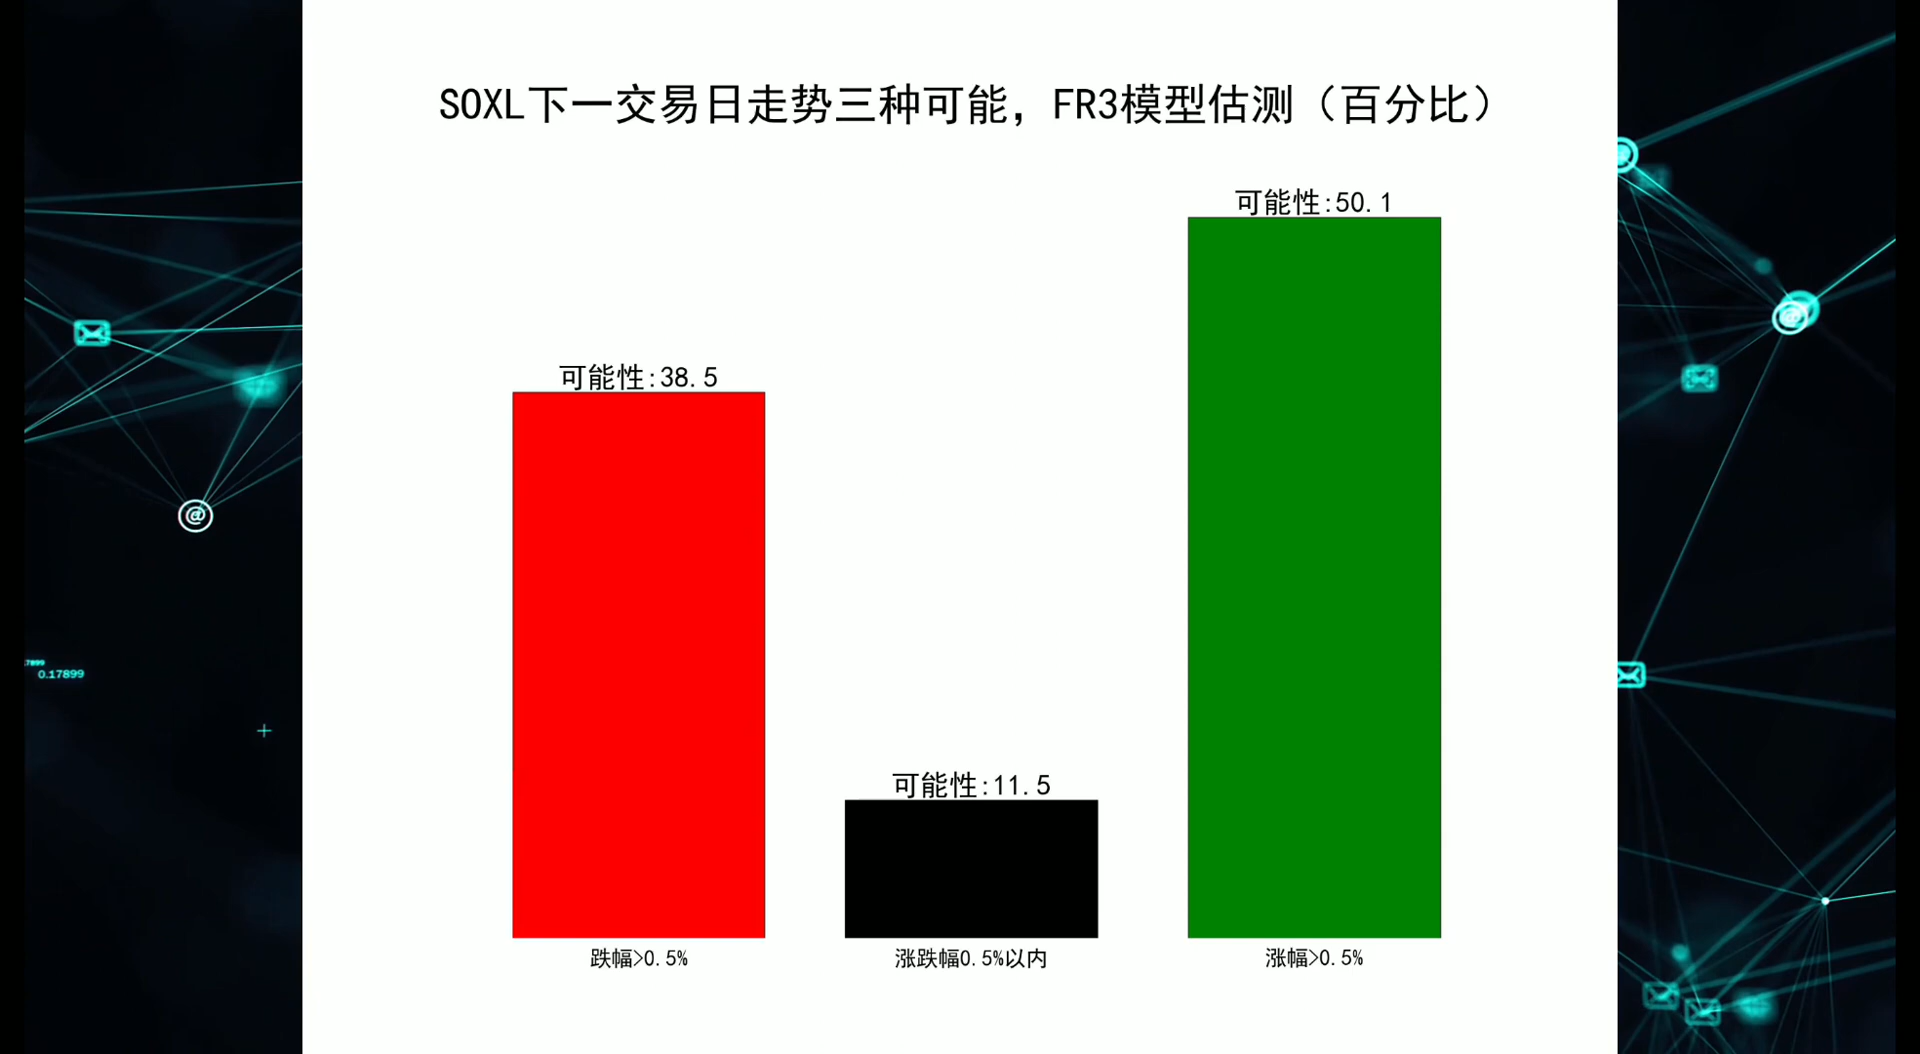 SOXL下一交易日走势三种可能，FR3模型估测（百分比）
可能性:50.1
可能性:38.5
可能性:11.5
跌幅>0.5%
涨跌幅0.5%以内
涨幅>0.5%
7899
0.17899